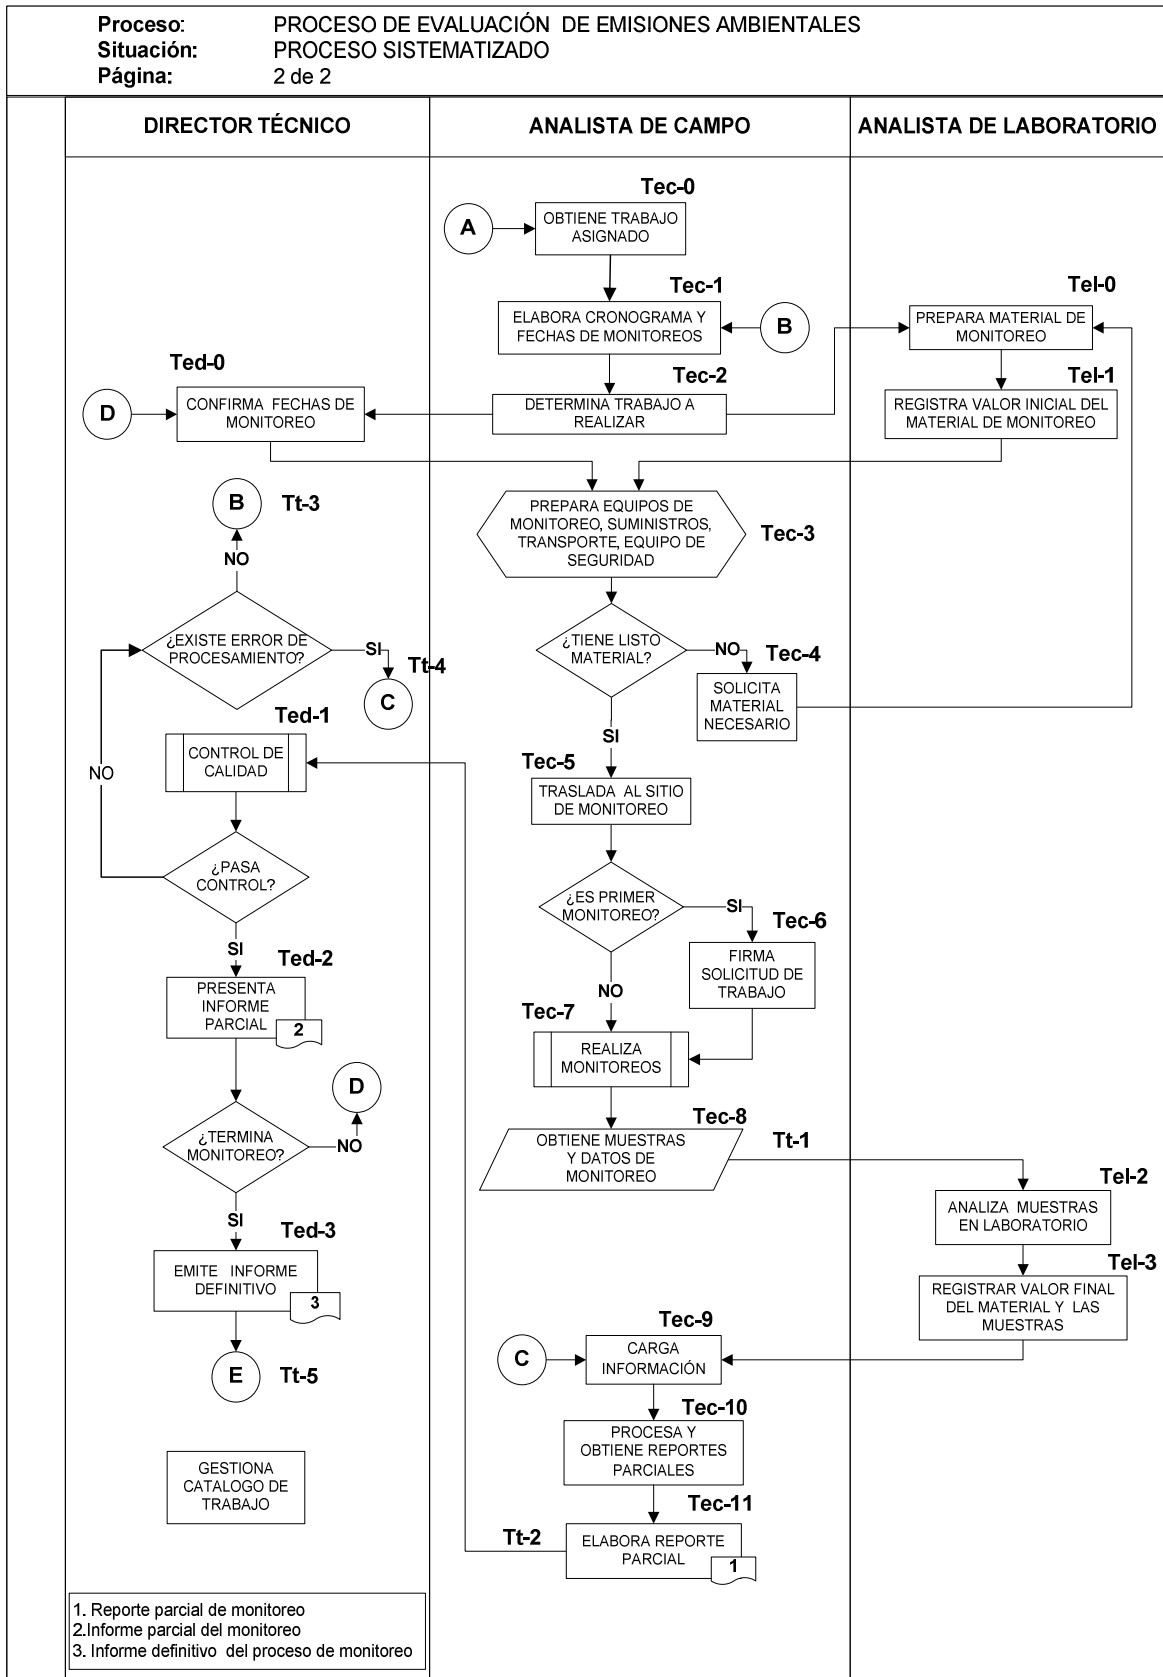 Proceso: PROCESO DE EVALUACIÓN DE EMISIONES AMBIENTALES
Situación: PROCESO SISTEMATIZADO
Página: 2 de 2
DIRECTOR TÉCNICO
ANALISTA DE CAMPO
ANALISTA DE LABORATORIO
Tec-0
A
OBTIENE TRABAJO
ASIGNADO
Tec-1
ELABORA CRONOGRAMA Y
FECHAS DE MONITOREOS
B
Tel-0
PREPARA MATERIAL DE
MONITOREO
Ted-0
D
CONFIRMA FECHAS DE
MONITOREO
Tec-2
DETERMINA TRABAJO A
REALIZAR
Tel-1
REGISTRA VALOR INICIAL DEL
MATERIAL DE MONITOREO
B
Tt-3
NO
PREPARA EQUIPOS DE
MONITOREO, SUMINISTROS,
TRANSPORTE, EQUIPO DE
SEGURIDAD
Tec-3
¿EXISTE ERROR DE
PROCESAMIENTO?
SI
Tt-4
C
¿TIENE LISTO
MATERIAL?
NO
Tec-4
SOLICITA
MATERIAL
NECESARIO
SI
Ted-1
CONTROL DE
CALIDAD
NO
Tec-5
TRASLADA AL SITIO
DE MONITOREO
¿PASA
CONTROL?
SI
¿ES PRIMER
MONITOREO?
SI
Tec-6
FIRMA
SOLICITUD DE
TRABAJO
NO
Ted-2
PRESENTA
INFORME
PARCIAL
2
Tec-7
REALIZA
MONITOREOS
D
¿TERMINA
MONITOREO?
NO
SI
Tec-8
OBTIENE MUESTRAS
Y DATOS DE
MONITOREO
Tt-1
Tel-2
ANALIZA MUESTRAS
EN LABORATORIO
Ted-3
EMITE INFORME
DEFINITIVO
3
Tel-3
REGISTRAR VALOR FINAL
DEL MATERIAL Y LAS
MUESTRAS
E
Tt-5
Tec-9
C
CARGA
INFORMACIÓN
Tec-10
PROCESA Y
OBTIENE REPORTES
PARCIALES
GESTIONA
CATALOGO DE
TRABAJO
Tec-11
Tt-2
ELABORA REPORTE
PARCIAL
1
1. Reporte parcial de monitoreo
2.Informe parcial del monitoreo
3. Informe definitivo del proceso de monitoreo